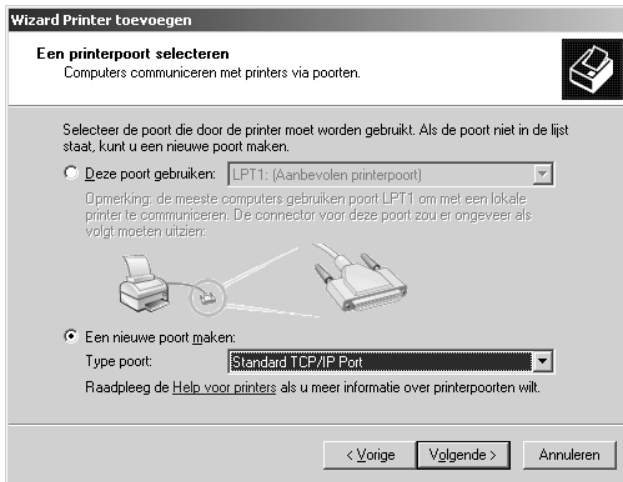 Wizard Printer toevoegen
Een printerpoort selecteren
Computers communiceren met printers via poorten.
Selecteer de poort die door de printer moet worden gebruikt. Als de poort niet in de lijst
staat, kunt u een nieuwe poort maken.
Deze poort gebruiken: LPT1: (Aanbevolen printerpoort)
Opmerking: de meeste computers gebruiken poort LPT1 om met een lokale
printer te communiceren. De connector voor deze poort zou er ongeveer als
volgt moeten uitzien:
Een nieuwe poort maken:
Type poort: Standard TCP/IP Port
Raadpleeg de Help voor printers als u meer informatie over printerpoorten wilt.
< Vorige Volgende > Annuleren